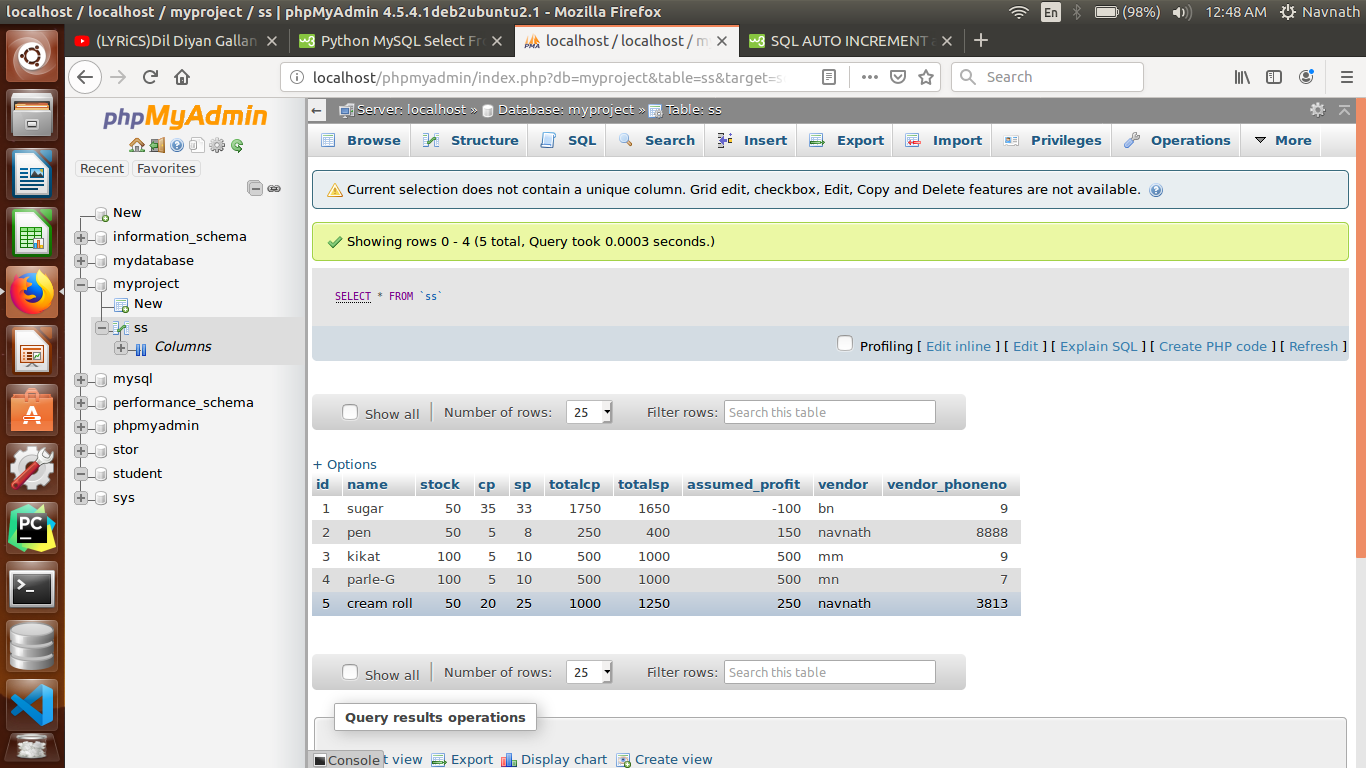 localhost / localhost / myproject / ss | phpMyAdmin 4.5.4.1deb2ubuntu2.1 - Mozilla Firefox En (98%) 12:48 AM Navnath
(LYRiCS)Dil Diyan Gallan Python MySQL Select Fr localhost / localhost / m SQL AUTO INCREMENT a
localhost/phpmyadmin/index.php?db=myproject&table=ss&target=s Search
phpMyAdmin
Recent Favorites
New
information_schema
mydatabase
myproject
New
ss
Columns
mysql
performance_schema
phpmyadmin
stor
student
sys
Server: localhost » Database: myproject » Table: ss
Browse Structure SQL Search Insert Export Import Privileges Operations More
Current selection does not contain a unique column. Grid edit, checkbox, Edit, Copy and Delete features are not available.
Showing rows 0 - 4 (5 total, Query took 0.0003 seconds.)
SELECT * FROM `ss`
Profiling [ Edit inline ] [ Edit ] [ Explain SQL ] [ Create PHP code ] [ Refresh ]
Show all Number of rows: 25 Filter rows: Search this table
+ Options
id name stock cp sp totalcp totalsp assumed_profit vendor vendor_phoneno
1 sugar 50 35 33 1750 1650 -100 bn 9
2 pen 50 5 8 250 400 150 navnath 8888
3 kikat 100 5 10 500 1000 500 mm 9
4 parle-G 100 5 10 500 1000 500 mn 7
5 cream roll 50 20 25 1000 1250 250 navnath 3813
Show all Number of rows: 25 Filter rows: Search this table
Query results operations
Console t view Export Display chart Create view
PC